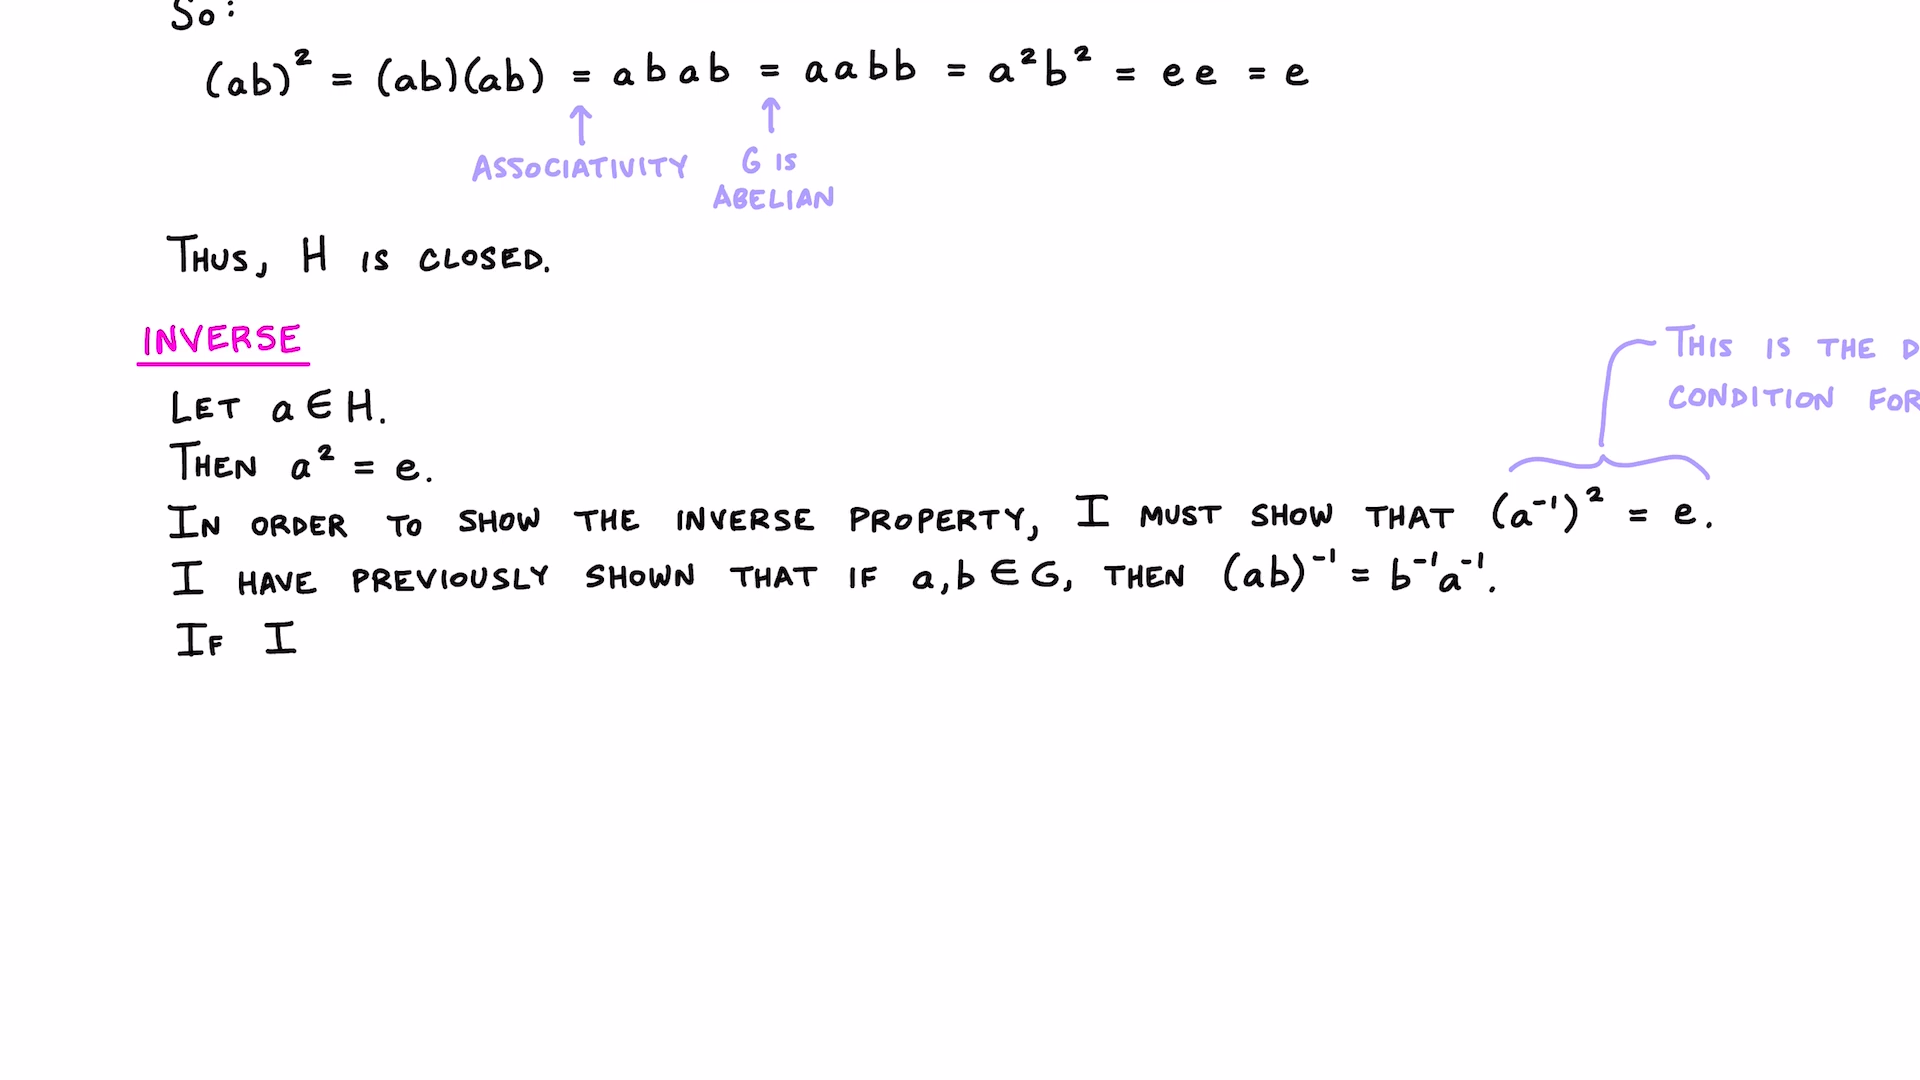 So:
(ab)² = (ab)(ab) = abab = aabb = a²b² = ee = e
↑ ↑
ASSOCIATIVITY G IS
ABELIAN
THUS, H IS CLOSED.
INVERSE
THIS IS THE D
CONDITION FOR
LET a ∈ H.
THEN a² = e.
IN ORDER TO SHOW THE INVERSE PROPERTY, I MUST SHOW THAT (a⁻¹)² = e.
I HAVE PREVIOUSLY SHOWN THAT IF a,b ∈ G, THEN (ab)⁻¹ = b⁻¹a⁻¹.
IF I